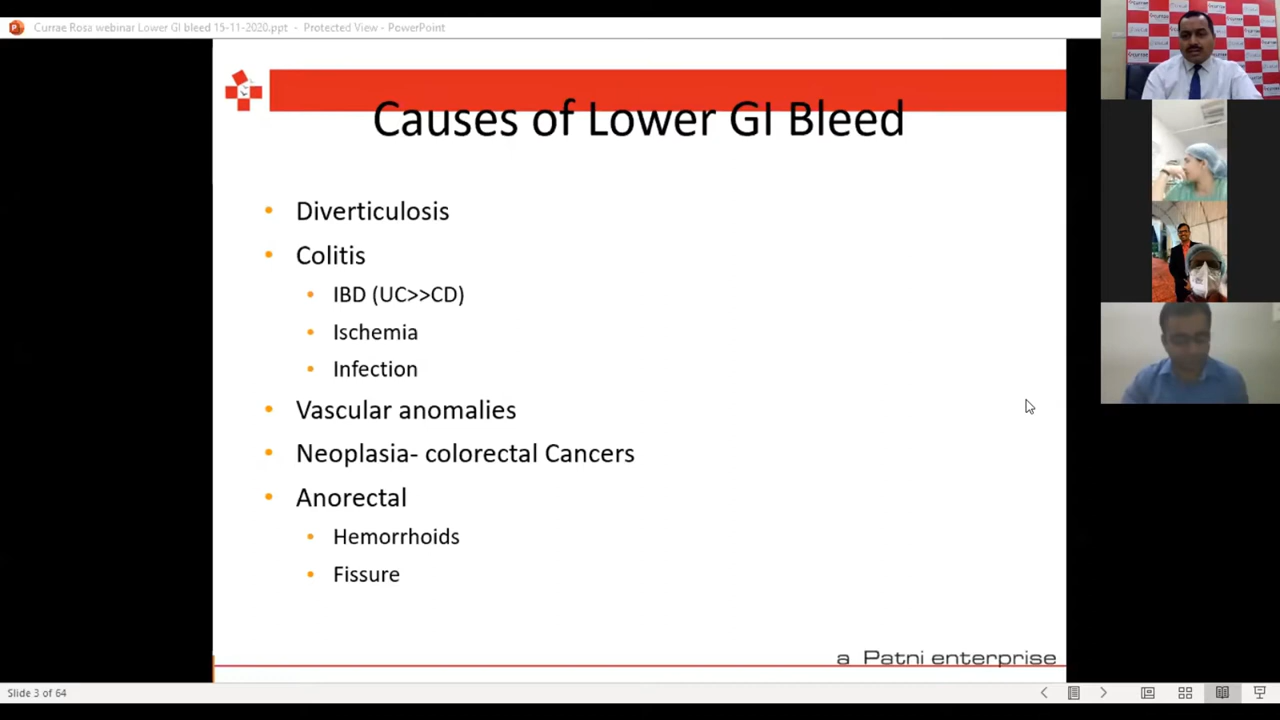 Currae Rosa webinar Lower GI bleed 15-11-2020.ppt - Protected View - PowerPoint
Causes of Lower GI Bleed
• Diverticulosis
• Colitis
• IBD (UC>>CD)
• Ischemia
• Infection
• Vascular anomalies
• Neoplasia- colorectal Cancers
• Anorectal
• Hemorrhoids
• Fissure
a Patni enterprise
Slide 3 of 64